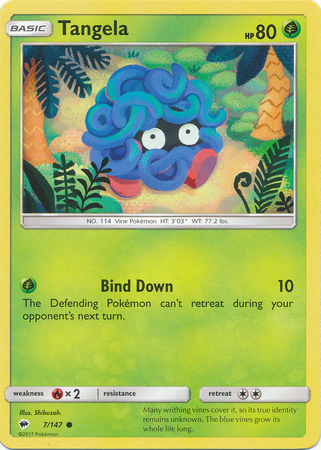 BASIC Tangela HP 80
NO. 114 Vine Pokémon HT: 3'03" WT: 77.2 lbs.
Bind Down 10
The Defending Pokémon can't retreat during your
opponent's next turn.
weakness × 2 resistance retreat
Illus. Shibuzoh.
7/147
©2017 Pokémon
Many writhing vines cover it, so its true identity
remains unknown. The blue vines grow its
whole life long.